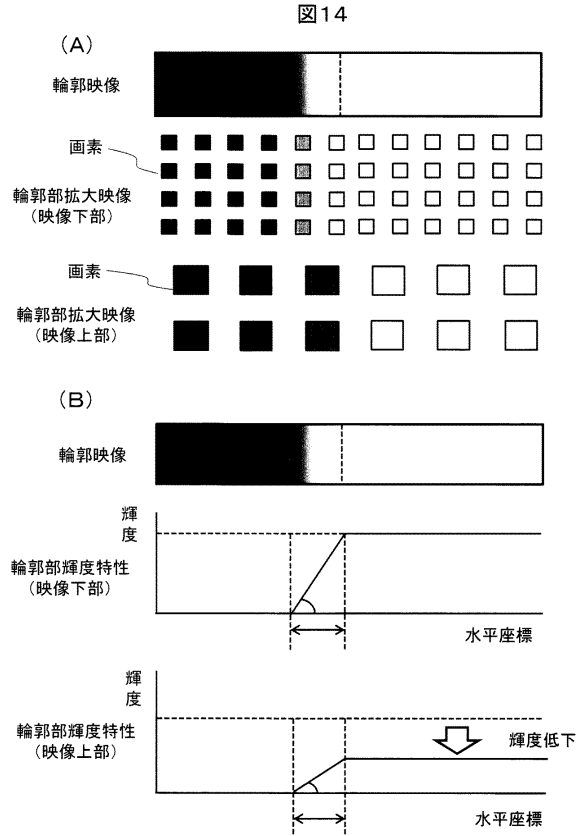 図14
(A)
輪郭映像
画素
輪郭部拡大映像
(映像下部)
画素
輪郭部拡大映像
(映像上部)
(B)
輪郭映像
輝度
輪郭部輝度特性
(映像下部)
水平座標
輝度
輪郭部輝度特性
(映像上部)
輝度低下
水平座標